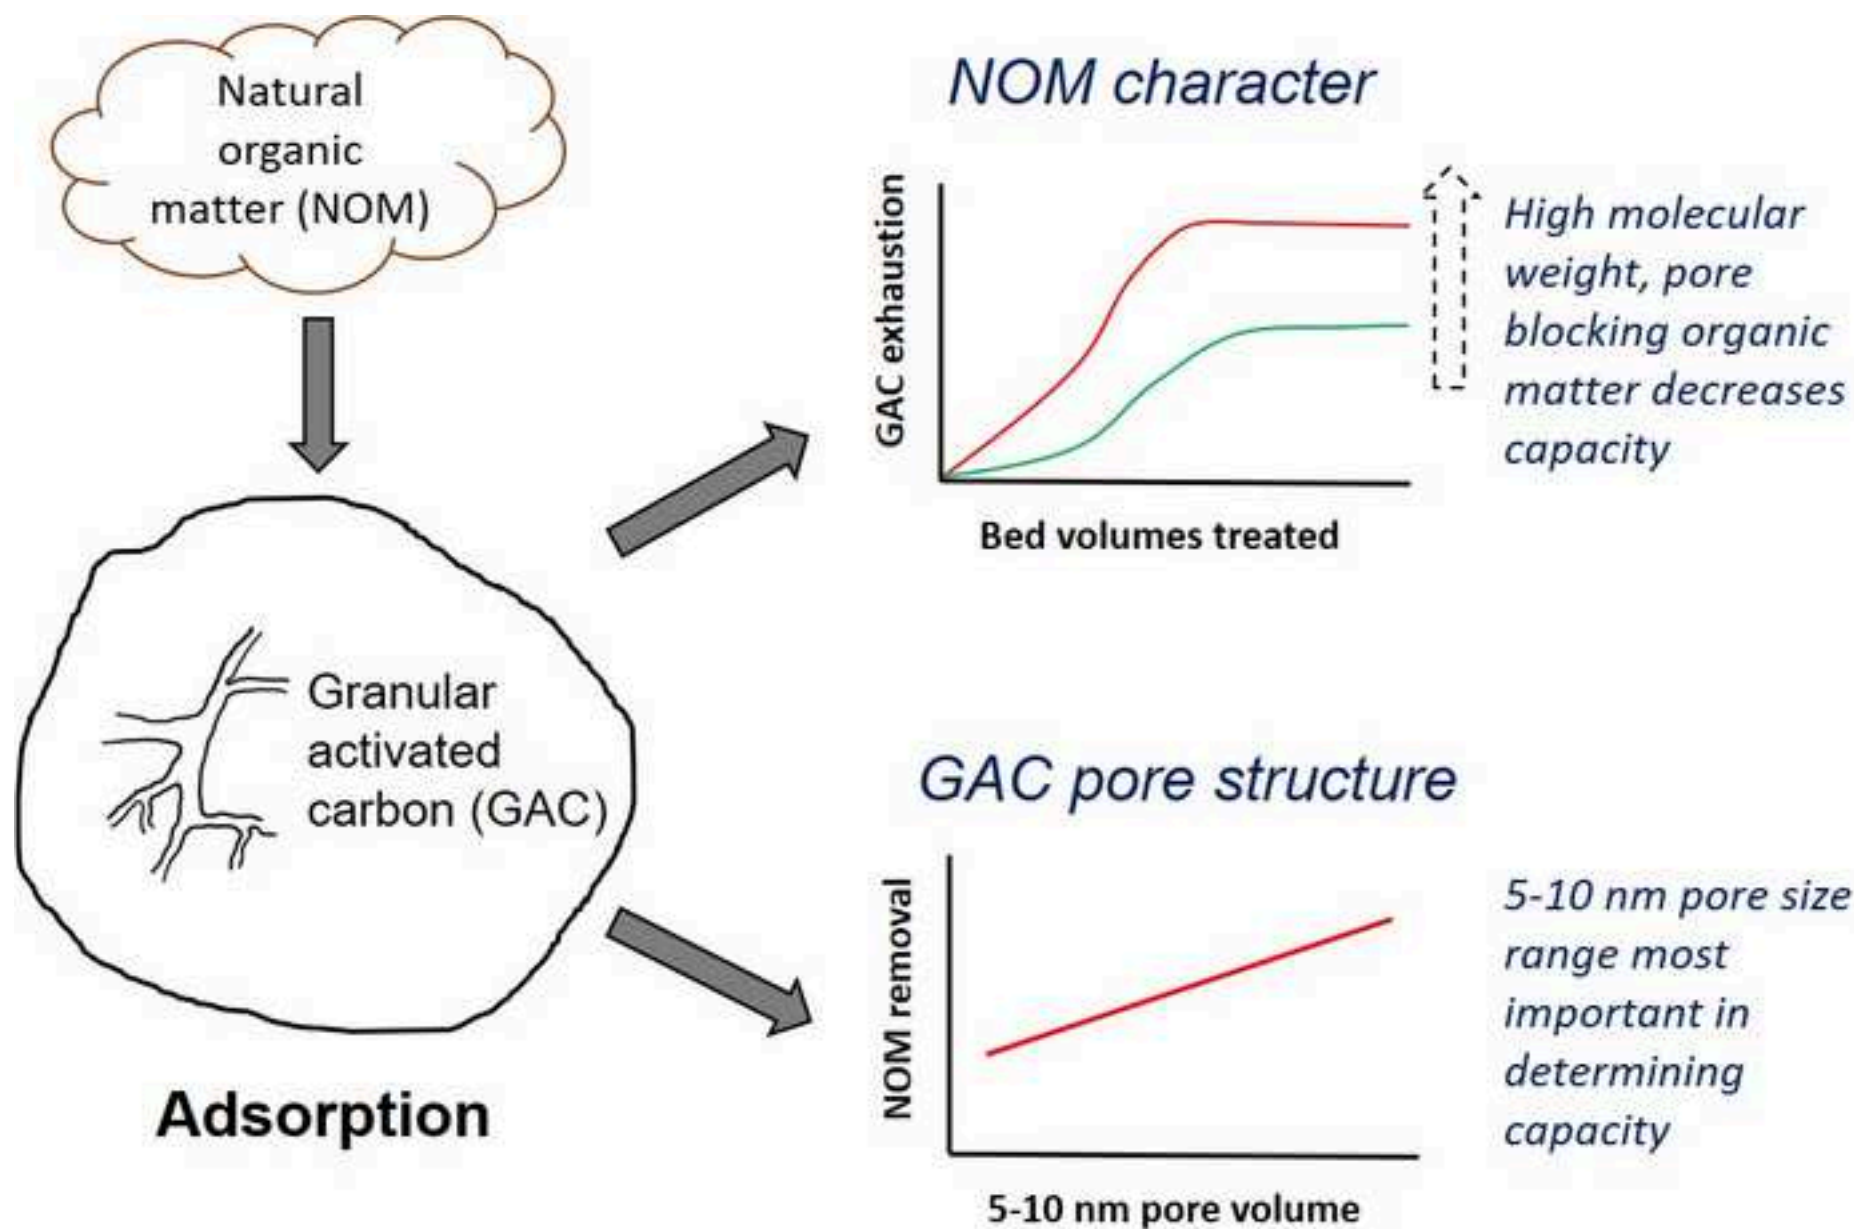 Natural
organic
matter (NOM)
Granular
activated
carbon (GAC)
Adsorption
NOM character
GAC exhaustion
Bed volumes treated
High molecular
weight, pore
blocking organic
matter decreases
capacity
GAC pore structure
NOM removal
5-10 nm pore volume
5-10 nm pore size
range most
important in
determining
capacity